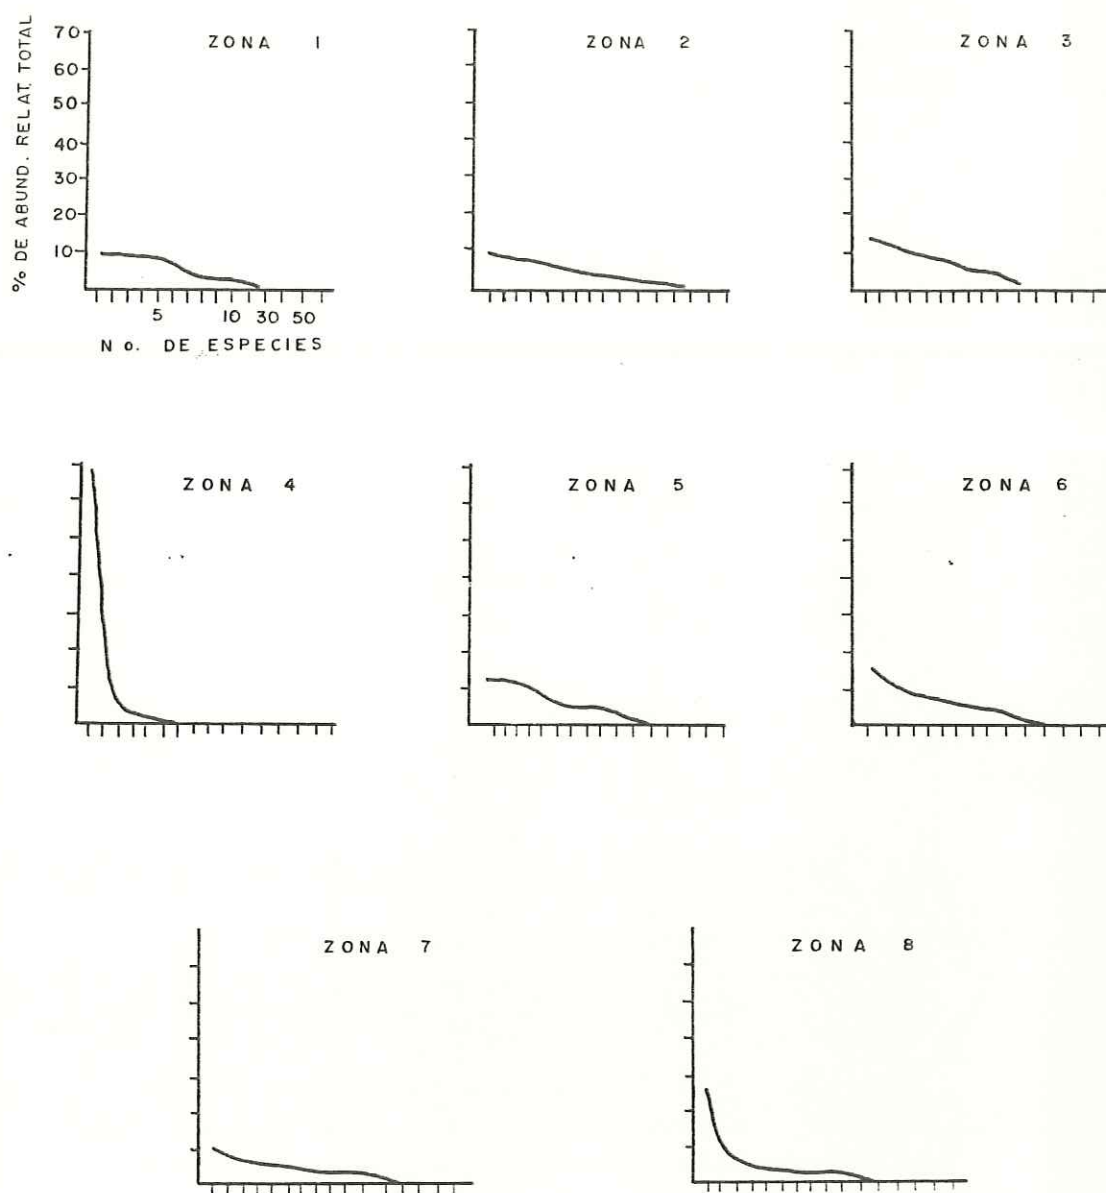 % DE ABUND. RELAT. TOTAL
70
60
50
40
30
20
10
ZONA 1
5 10 30 50
No. DE ESPECIES
ZONA 2
ZONA 3
ZONA 4
ZONA 5
ZONA 6
ZONA 7
ZONA 8